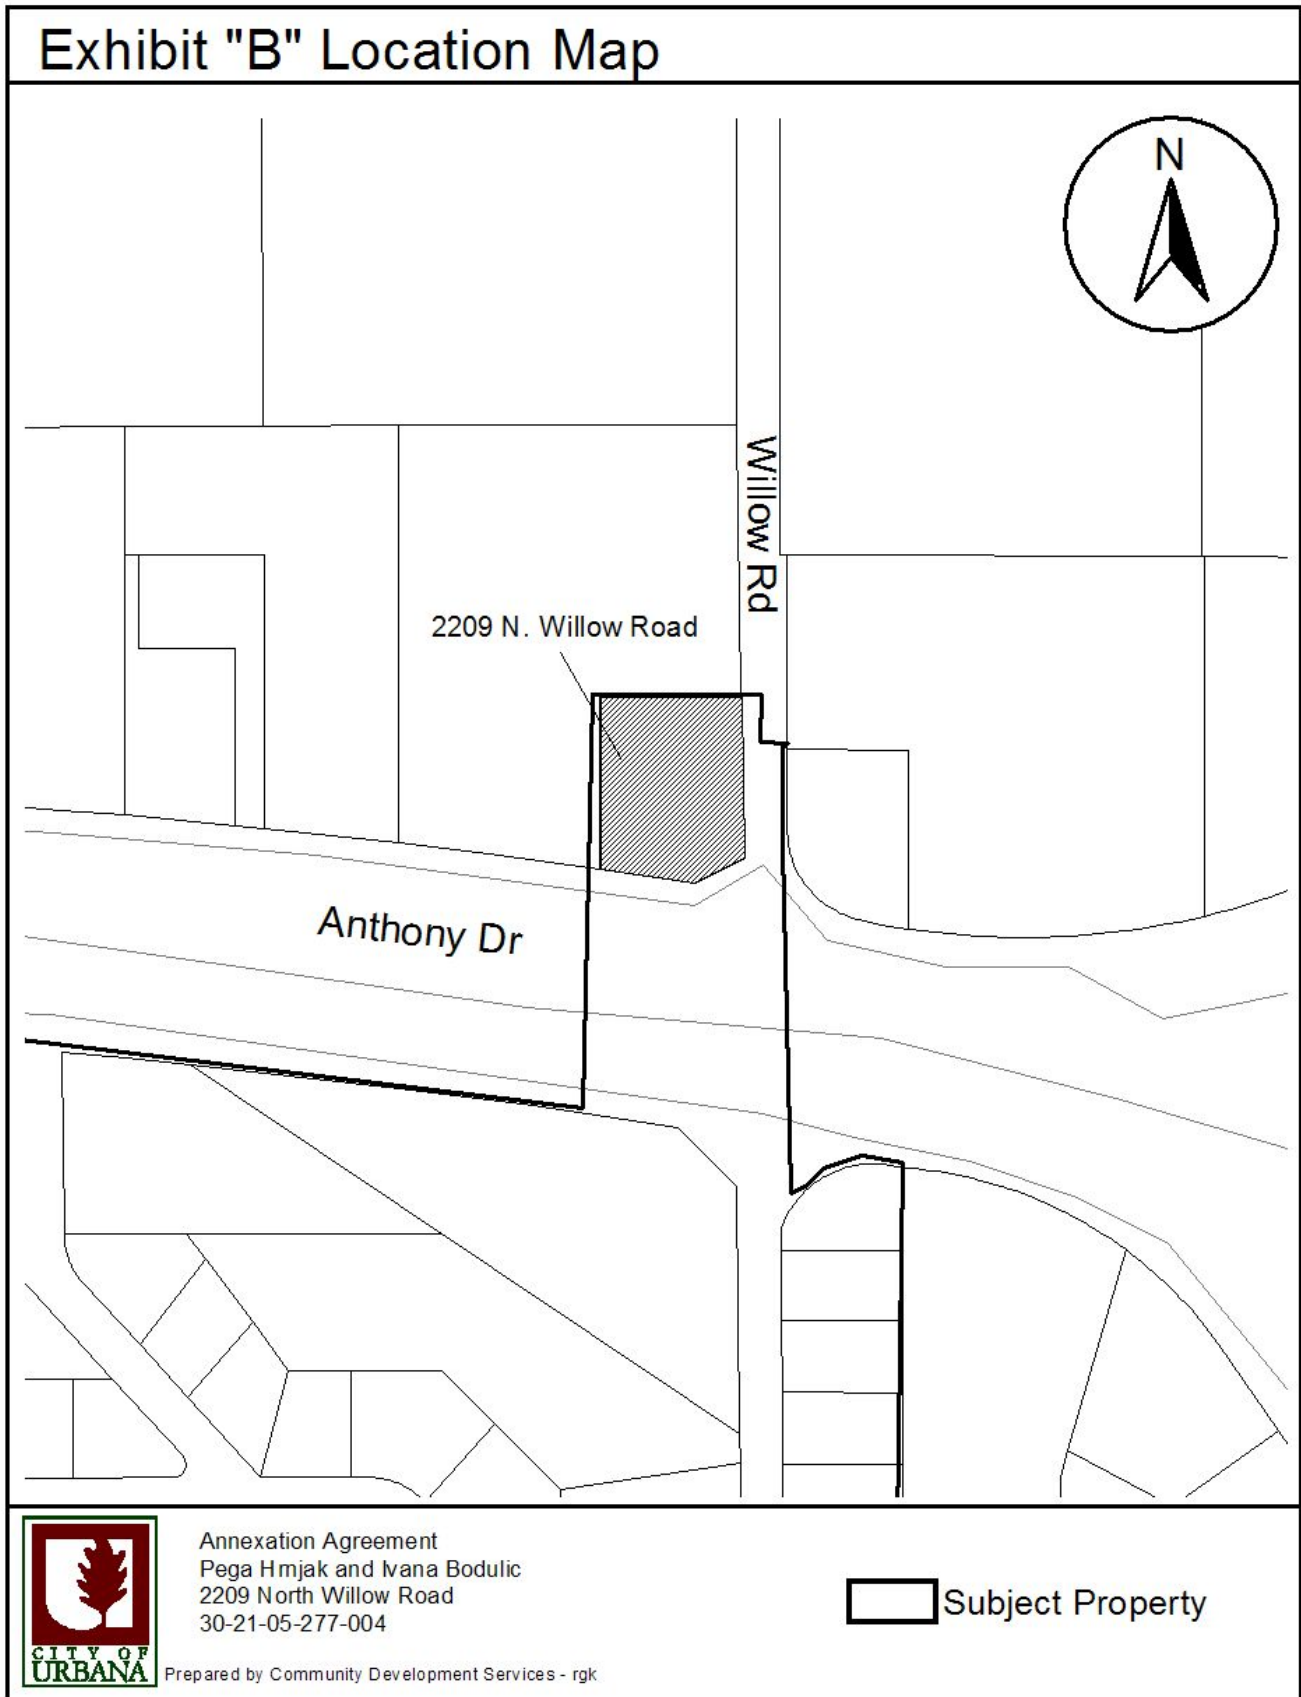 Exhibit "B" Location Map
N
Willow Rd
2209 N. Willow Road
Anthony Dr
CITY OF
URBANA
Annexation Agreement
Pega Hrnjak and Ivana Bodulic
2209 North Willow Road
30-21-05-277-004
Prepared by Community Development Services - rgk
Subject Property